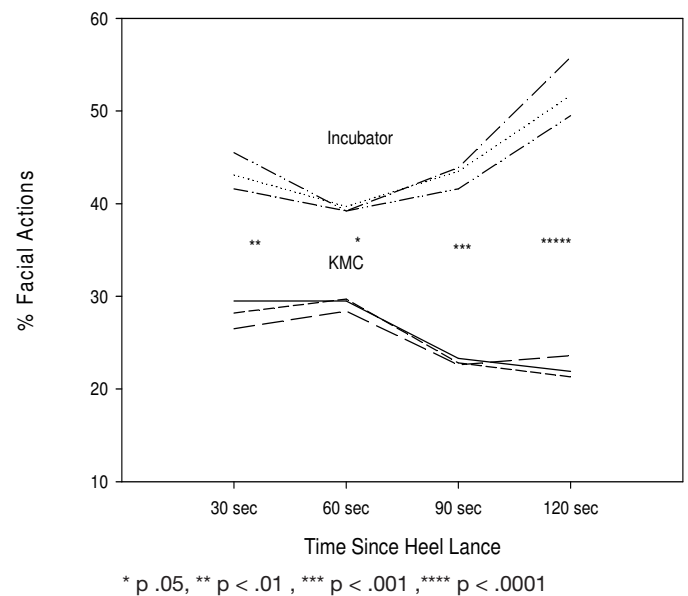 60
50
40
30
20
10
% Facial Actions
Incubator
** * *** *****
KMC
30 sec 60 sec 90 sec 120 sec
Time Since Heel Lance
* p .05, ** p < .01 , *** p < .001 ,**** p < .0001